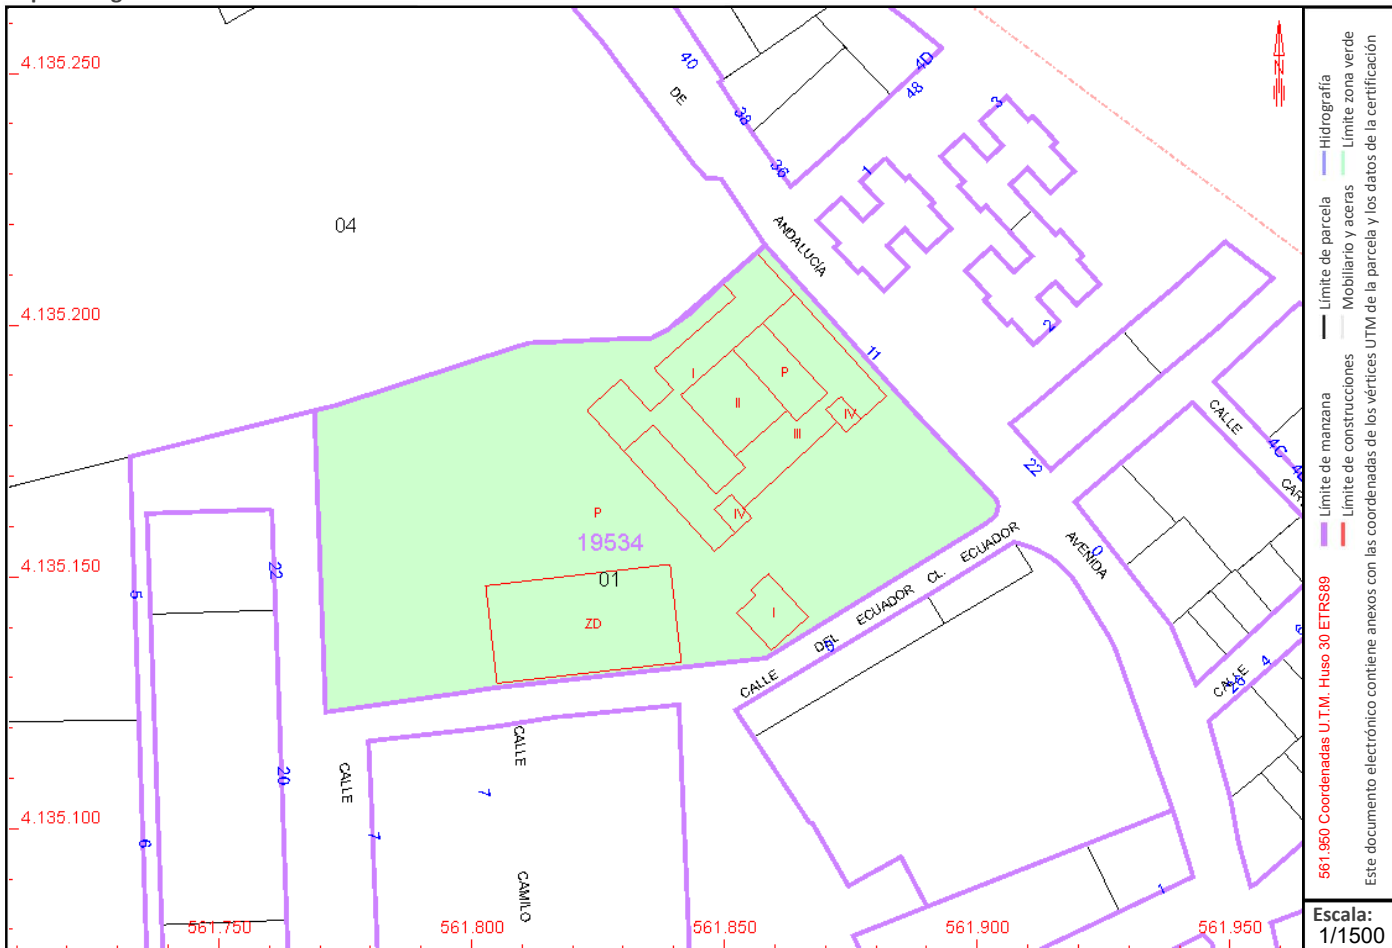 4.135.250
4.135.200
4.135.150
4.135.100
561.750
561.800
561.850
561.900
561.950
04
40
DE
38
36
4D
48
3
1
2
ANDALUCÍA
11
I
P
II
IV
III
IV
P
19534
01
ZD
I
22
5
20
6
CALLE
7
CALLE
7
CAMILO
CALLE DEL ECUADOR CL. ECUADOR
22
AVENIDA
0
CALLE
4C
CALLE
26
4
1
Hidrografía
Límite zona verde
Límite de parcela
Mobiliario y aceras
Límite de manzana
Límite de construcciones
561.950 Coordenadas U.T.M. Huso 30 ETRS89
Este documento electrónico contiene anexos con las coordenadas de los vértices UTM de la parcela y los datos de la certificación
Escala:
1/1500